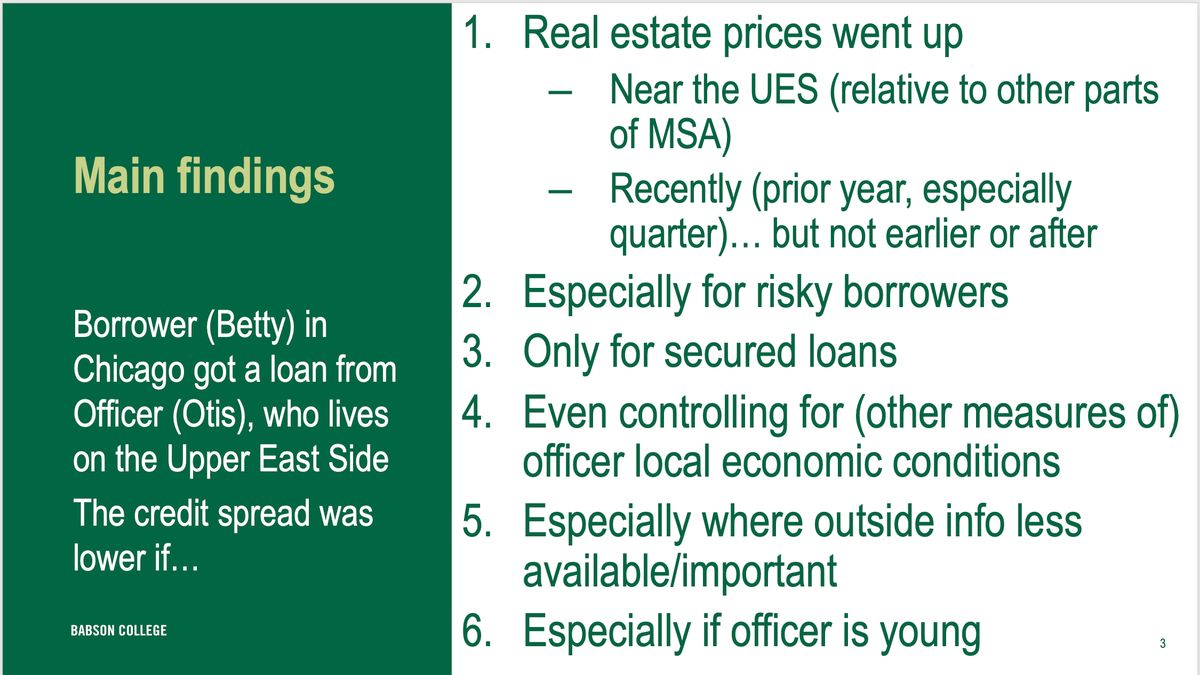 Main findings
Borrower (Betty) in
Chicago got a loan from
Officer (Otis), who lives
on the Upper East Side
The credit spread was
lower if…
BABSON COLLEGE
1. Real estate prices went up
– Near the UES (relative to other parts
of MSA)
– Recently (prior year, especially
quarter)… but not earlier or after
2. Especially for risky borrowers
3. Only for secured loans
4. Even controlling for (other measures of)
officer local economic conditions
5. Especially where outside info less
available/important
6. Especially if officer is young
3